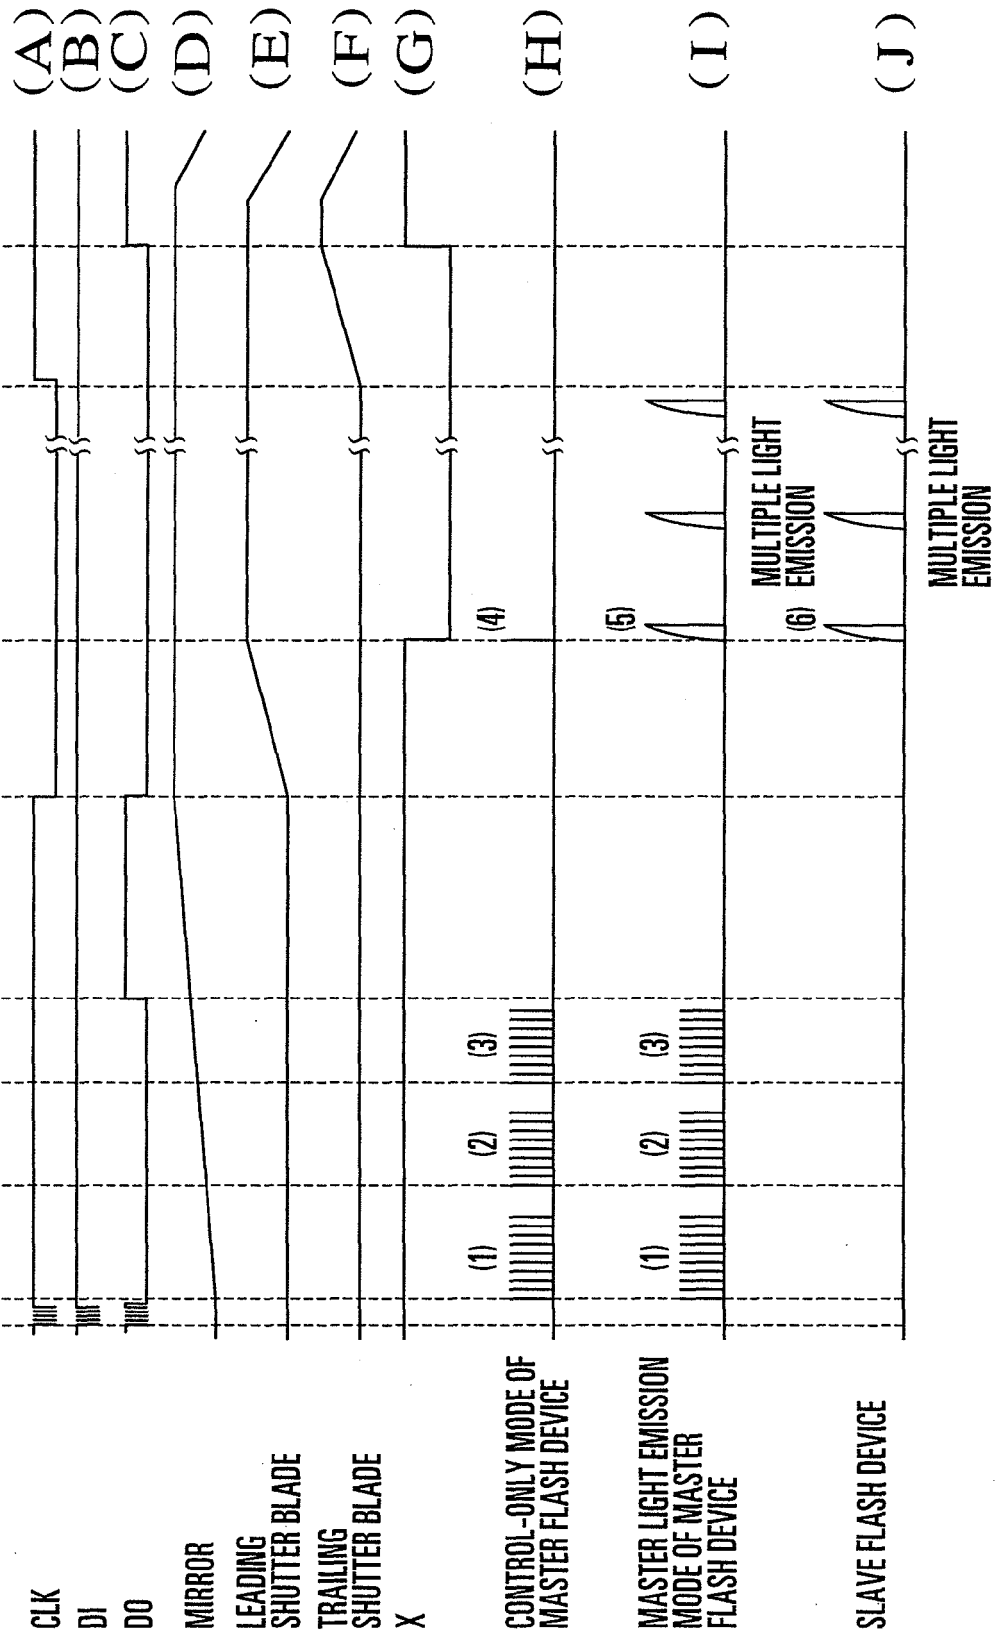 CLK
(A)
DI
(B)
DO
(C)
MIRROR
(D)
LEADING
SHUTTER BLADE
(E)
TRAILING
SHUTTER BLADE
(F)
X
(G)
CONTROL-ONLY MODE OF
MASTER FLASH DEVICE
(1)
(2)
(3)
(4)
(H)
MASTER LIGHT EMISSION
MODE OF MASTER
FLASH DEVICE
(1)
(2)
(3)
(5)
(I)
MULTIPLE LIGHT
EMISSION
SLAVE FLASH DEVICE
(6)
(J)
MULTIPLE LIGHT
EMISSION